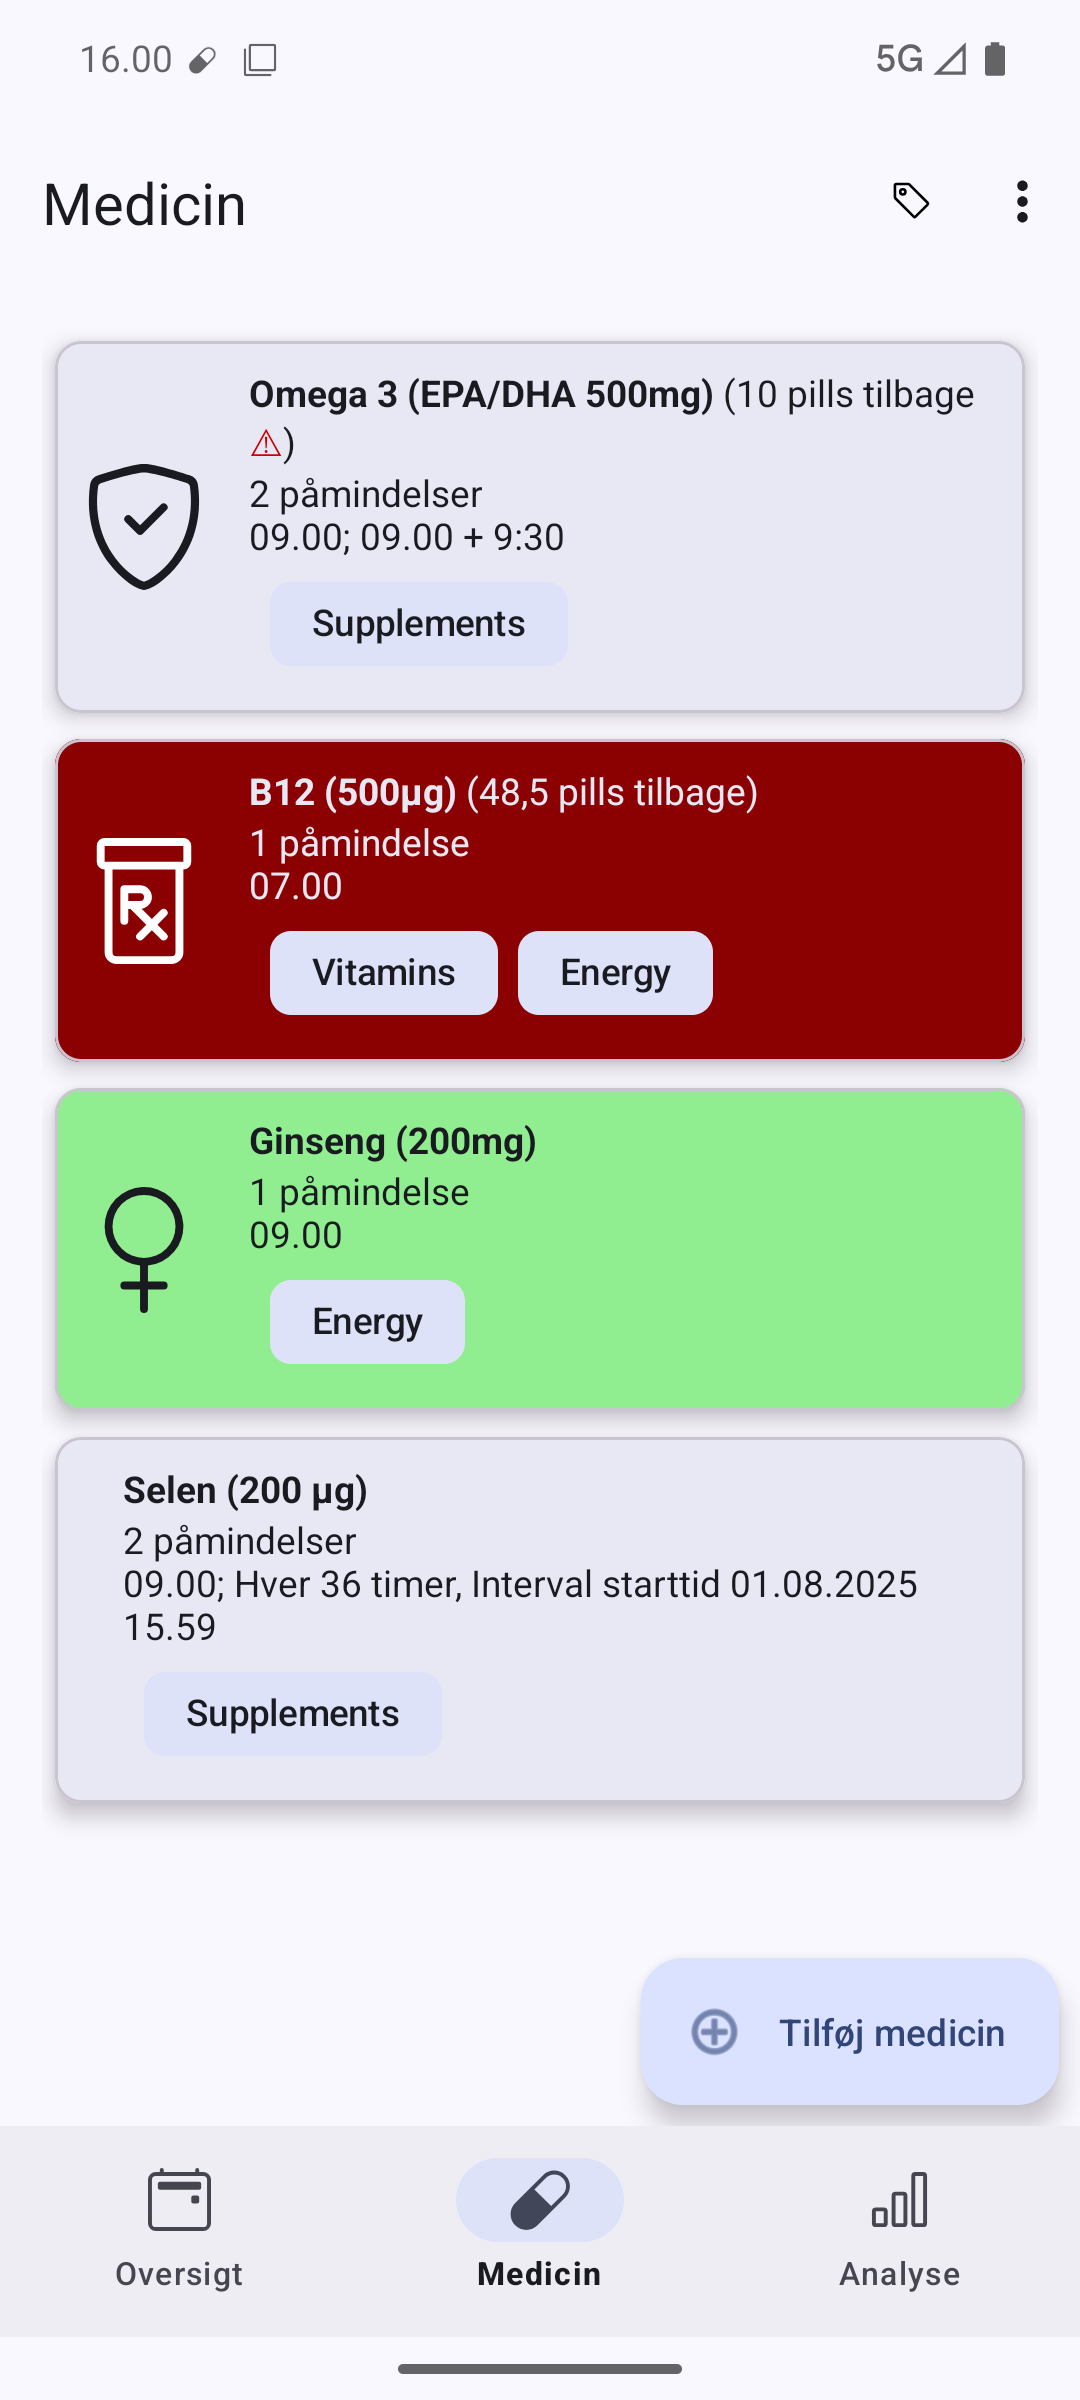 16.00
5G
Medicin
Omega 3 (EPA/DHA 500mg) (10 pills tilbage
⚠)
2 påmindelser
09.00; 09.00 + 9:30
Supplements
B12 (500µg) (48,5 pills tilbage)
1 påmindelse
07.00
Rx
Vitamins Energy
Ginseng (200mg)
1 påmindelse
09.00
Energy
Selen (200 µg)
2 påmindelser
09.00; Hver 36 timer, Interval starttid 01.08.2025
15.59
Supplements
Tilføj medicin
Oversigt Medicin Analyse